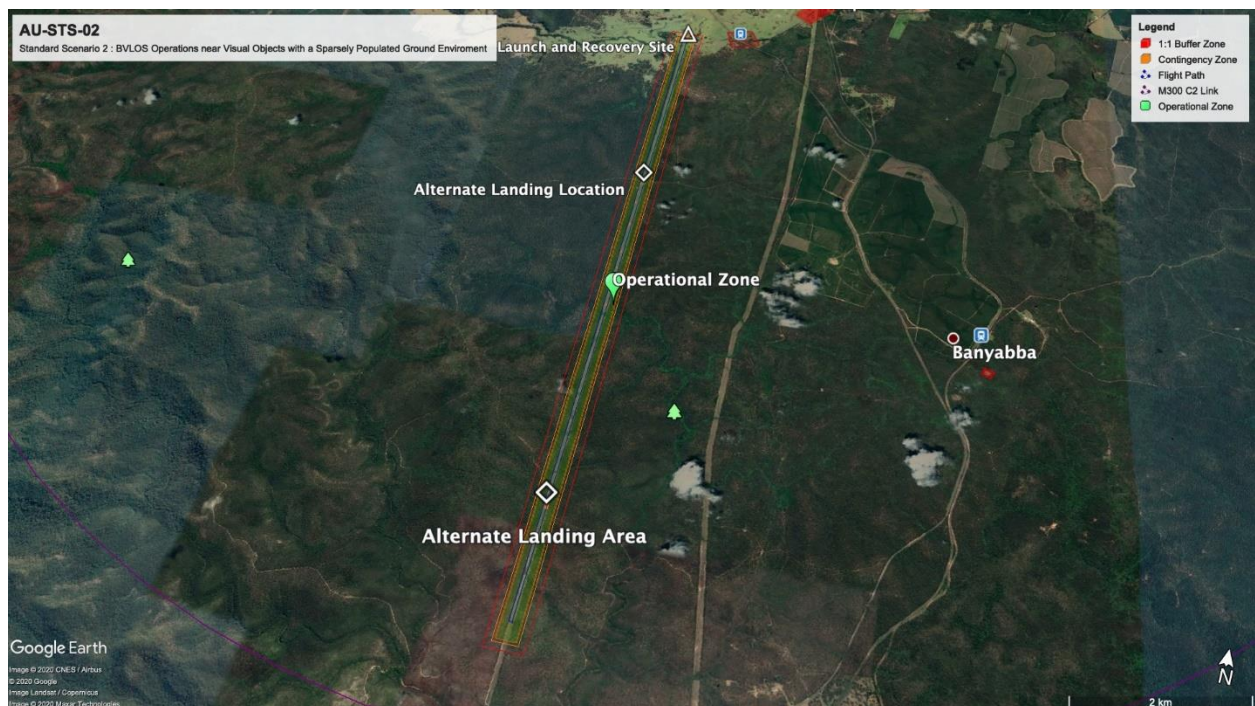 AU-STS-02
Standard Scenario 2 : BVLOS Operations near Visual Objects with a Sparsely Populated Ground Enviroment
Legend
1:1 Buffer Zone
Contingency Zone
Flight Path
M300 C2 Link
Operational Zone
Launch and Recovery Site
Alternate Landing Location
Operational Zone
Banyabba
Alternate Landing Area
Google Earth
Image © 2020 CNES / Airbus
© 2020 Google
Image Landsat / Copernicus
Image © 2020 Maxar Technologies
N
2 km